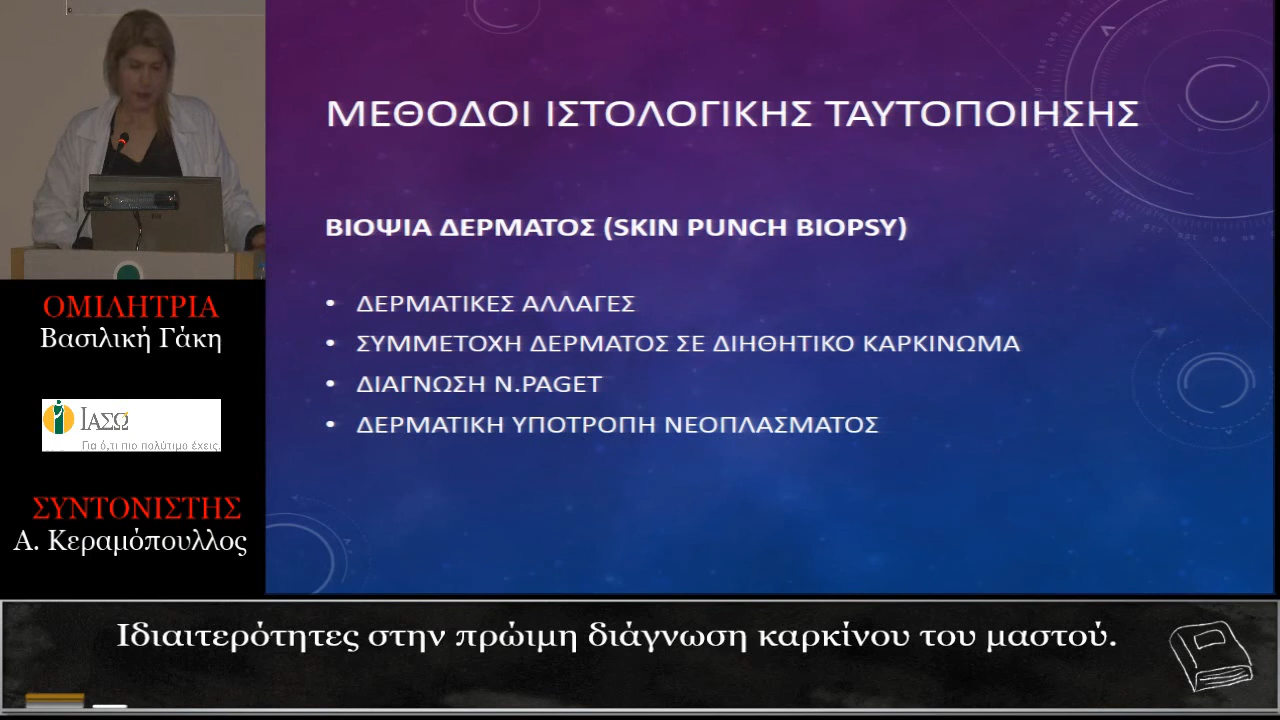 ΜΕΘΟΔΟΙ ΙΣΤΟΛΟΓΙΚΗΣ ΤΑΥΤΟΠΟΙΗΣΗΣ
ΒΙΟΨΙΑ ΔΕΡΜΑΤΟΣ (SKIN PUNCH BIOPSY)
• ΔΕΡΜΑΤΙΚΕΣ ΑΛΛΑΓΕΣ
• ΣΥΜΜΕΤΟΧΗ ΔΕΡΜΑΤΟΣ ΣΕ ΔΙΗΘΗΤΙΚΟ ΚΑΡΚΙΝΩΜΑ
• ΔΙΑΓΝΩΣΗ Ν.PAGET
• ΔΕΡΜΑΤΙΚΗ ΥΠΟΤΡΟΠΗ ΝΕΟΠΛΑΣΜΑΤΟΣ
ΟΜΙΛΗΤΡΙΑ
Βασιλική Γάκη
ΙΑΣΩ
Για ό,τι πιο πολύτιμο έχεις.
ΣΥΝΤΟΝΙΣΤΗΣ
Α. Κεραμόπουλλος
Ιδιαιτερότητες στην πρώιμη διάγνωση καρκίνου του μαστού.